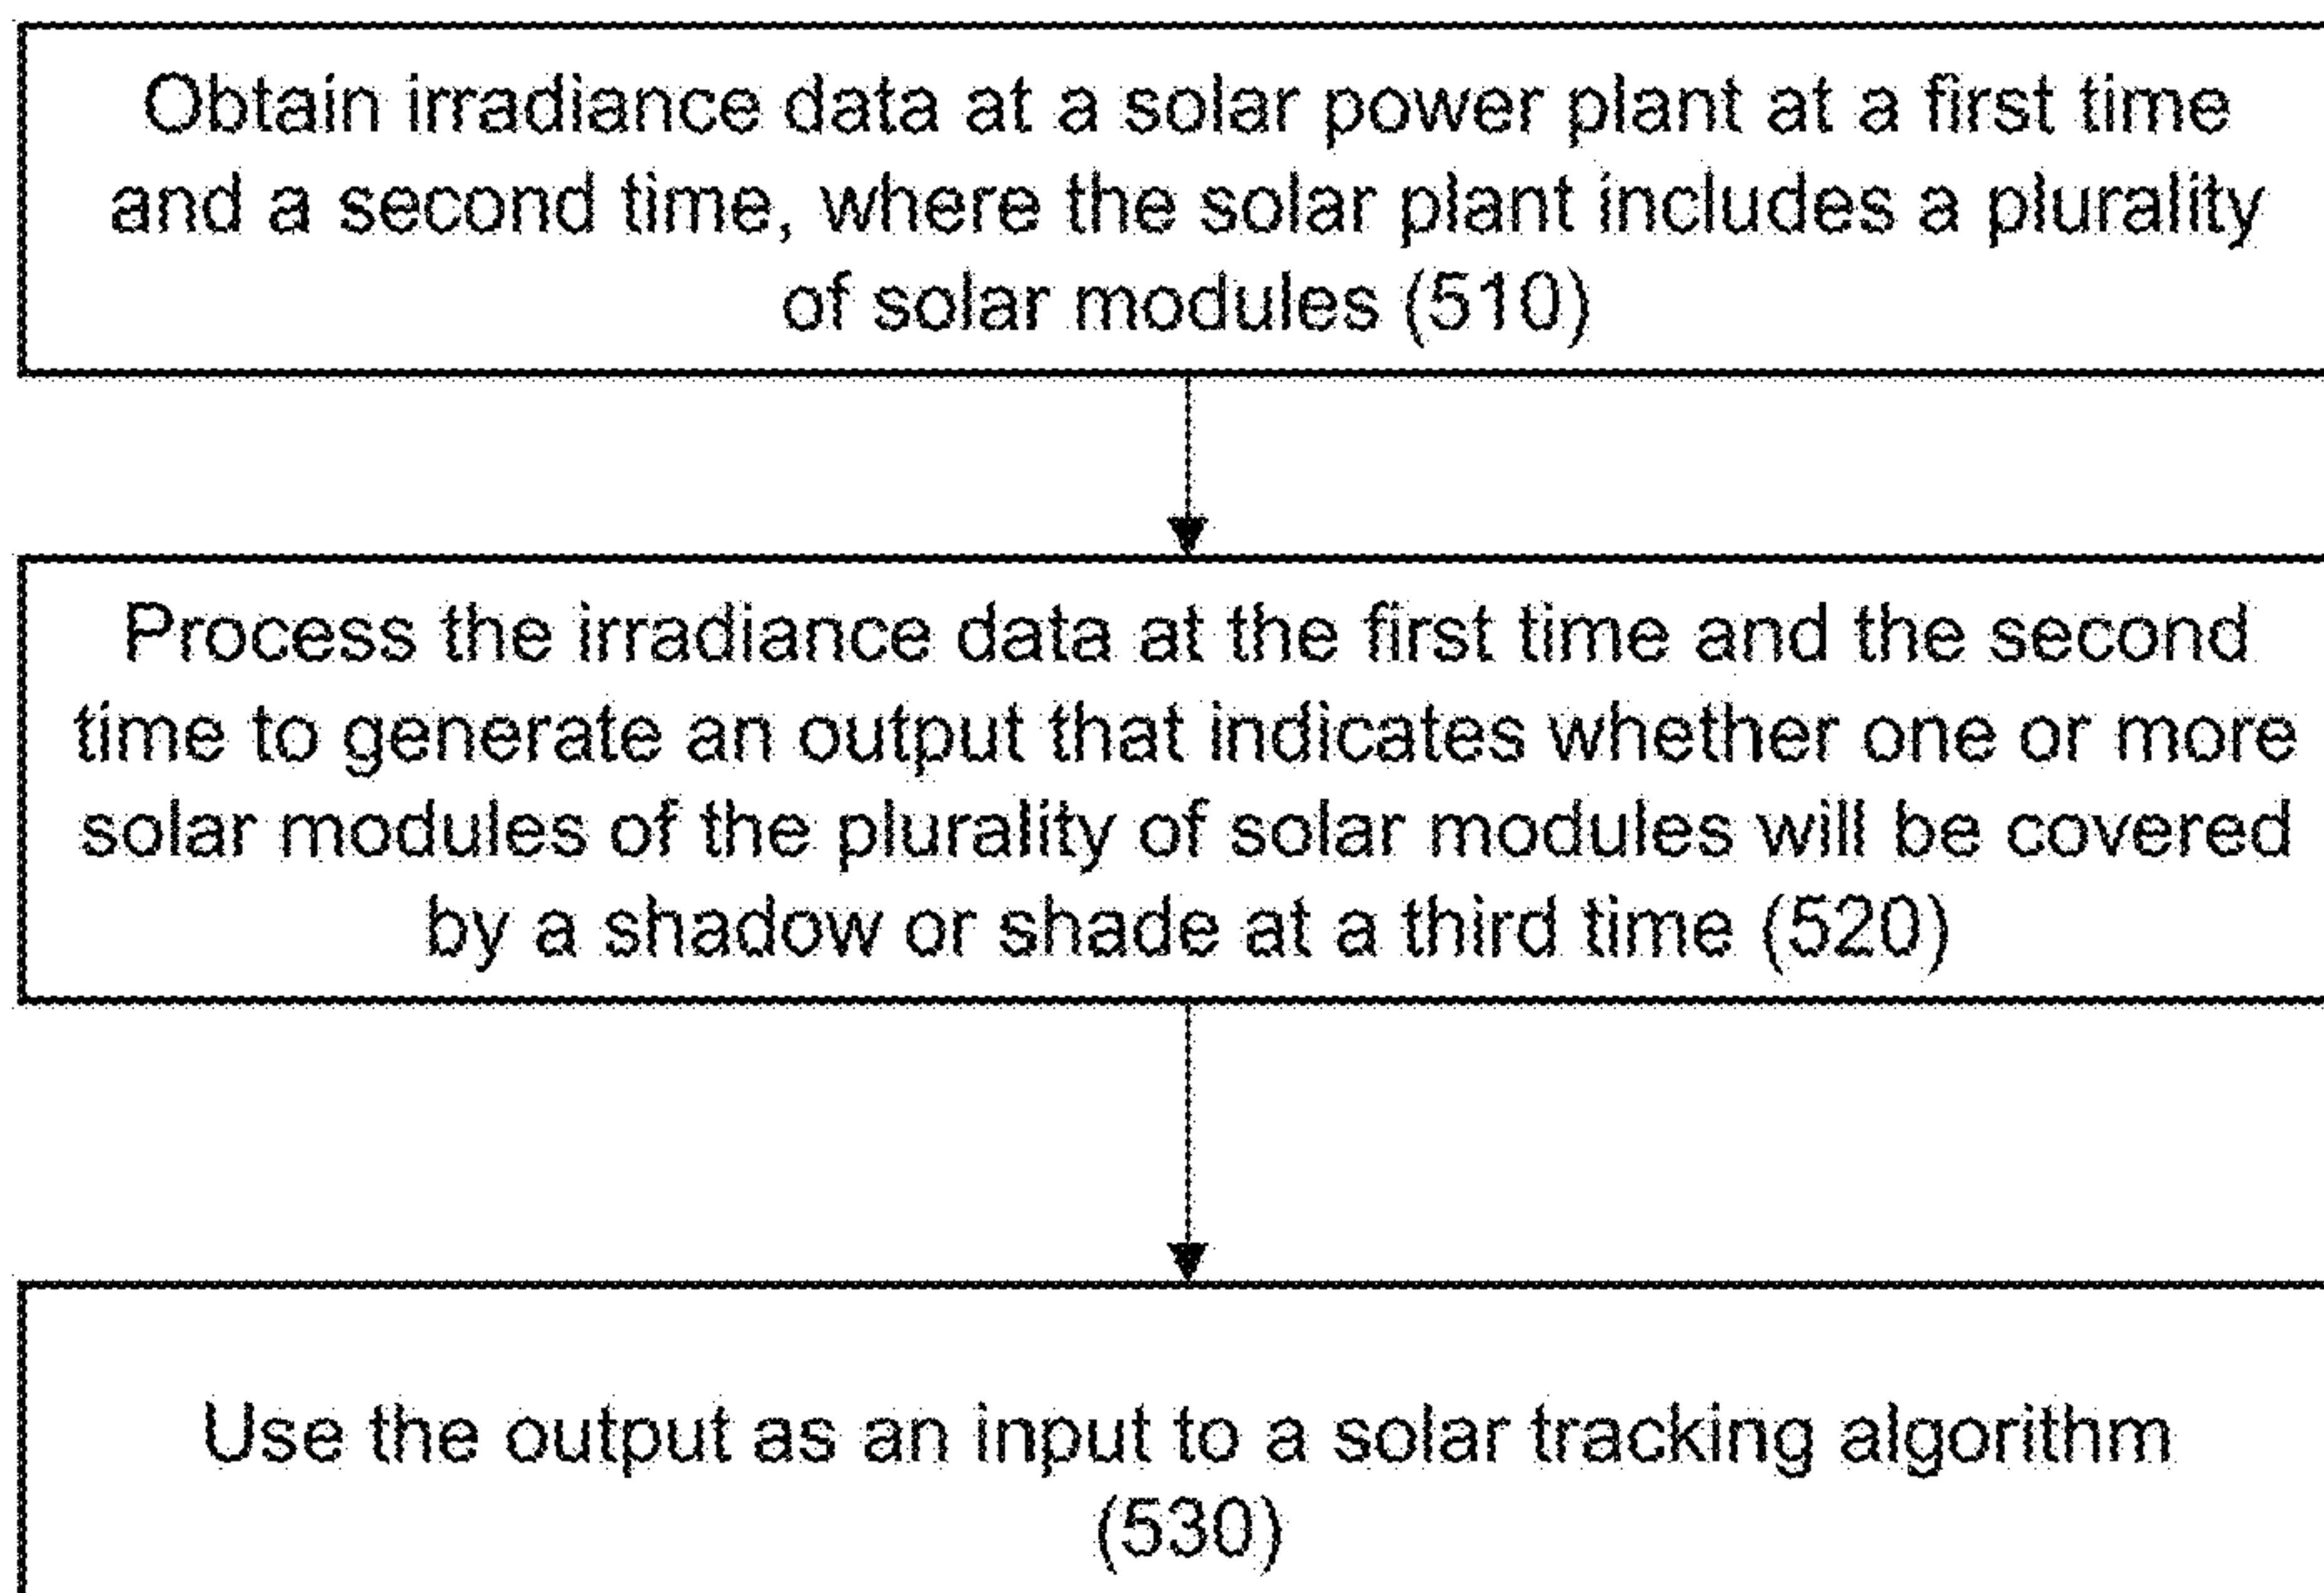 Obtain irradiance data at a solar power plant at a first time
and a second time, where the solar plant includes a plurality
of solar modules (510)
Process the irradiance data at the first time and the second
time to generate an output that indicates whether one or more
solar modules of the plurality of solar modules will be covered
by a shadow or shade at a third time (520)
Use the output as an input to a solar tracking algorithm
(530)